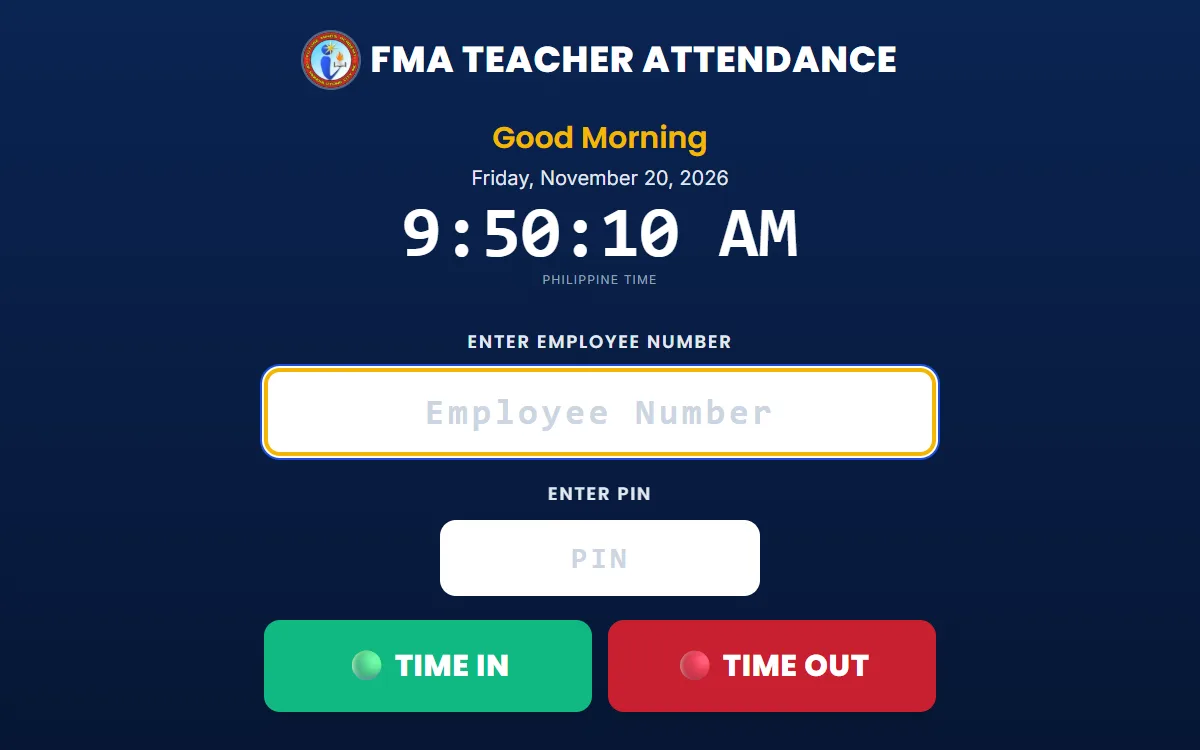 FMA TEACHER ATTENDANCE
Good Morning
Friday, November 20, 2026
9:50:10 AM
PHILIPPINE TIME
ENTER EMPLOYEE NUMBER
Employee Number
ENTER PIN
PIN
TIME IN
TIME OUT